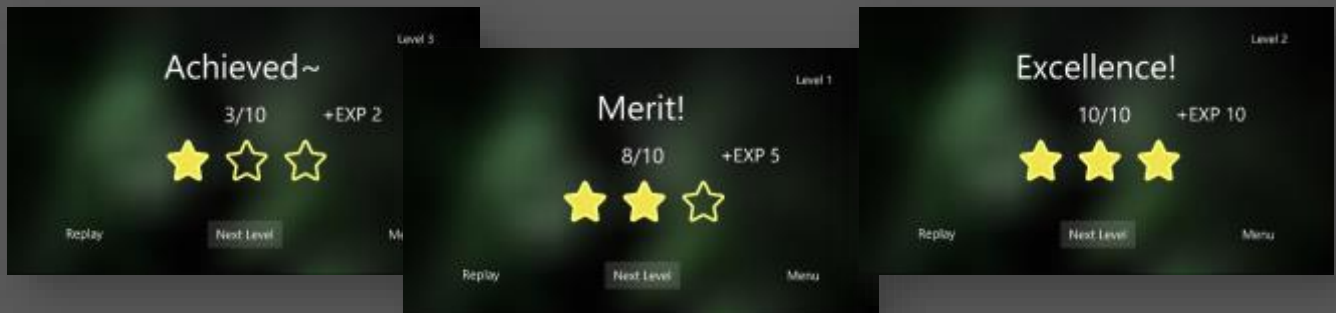 Level 3
Achieved~
3/10 +EXP 2
Replay Next Level
Level 1
Merit!
8/10 +EXP 5
Replay Next Level Menu
Level 2
Excellence!
10/10 +EXP 10
Replay Next Level Menu